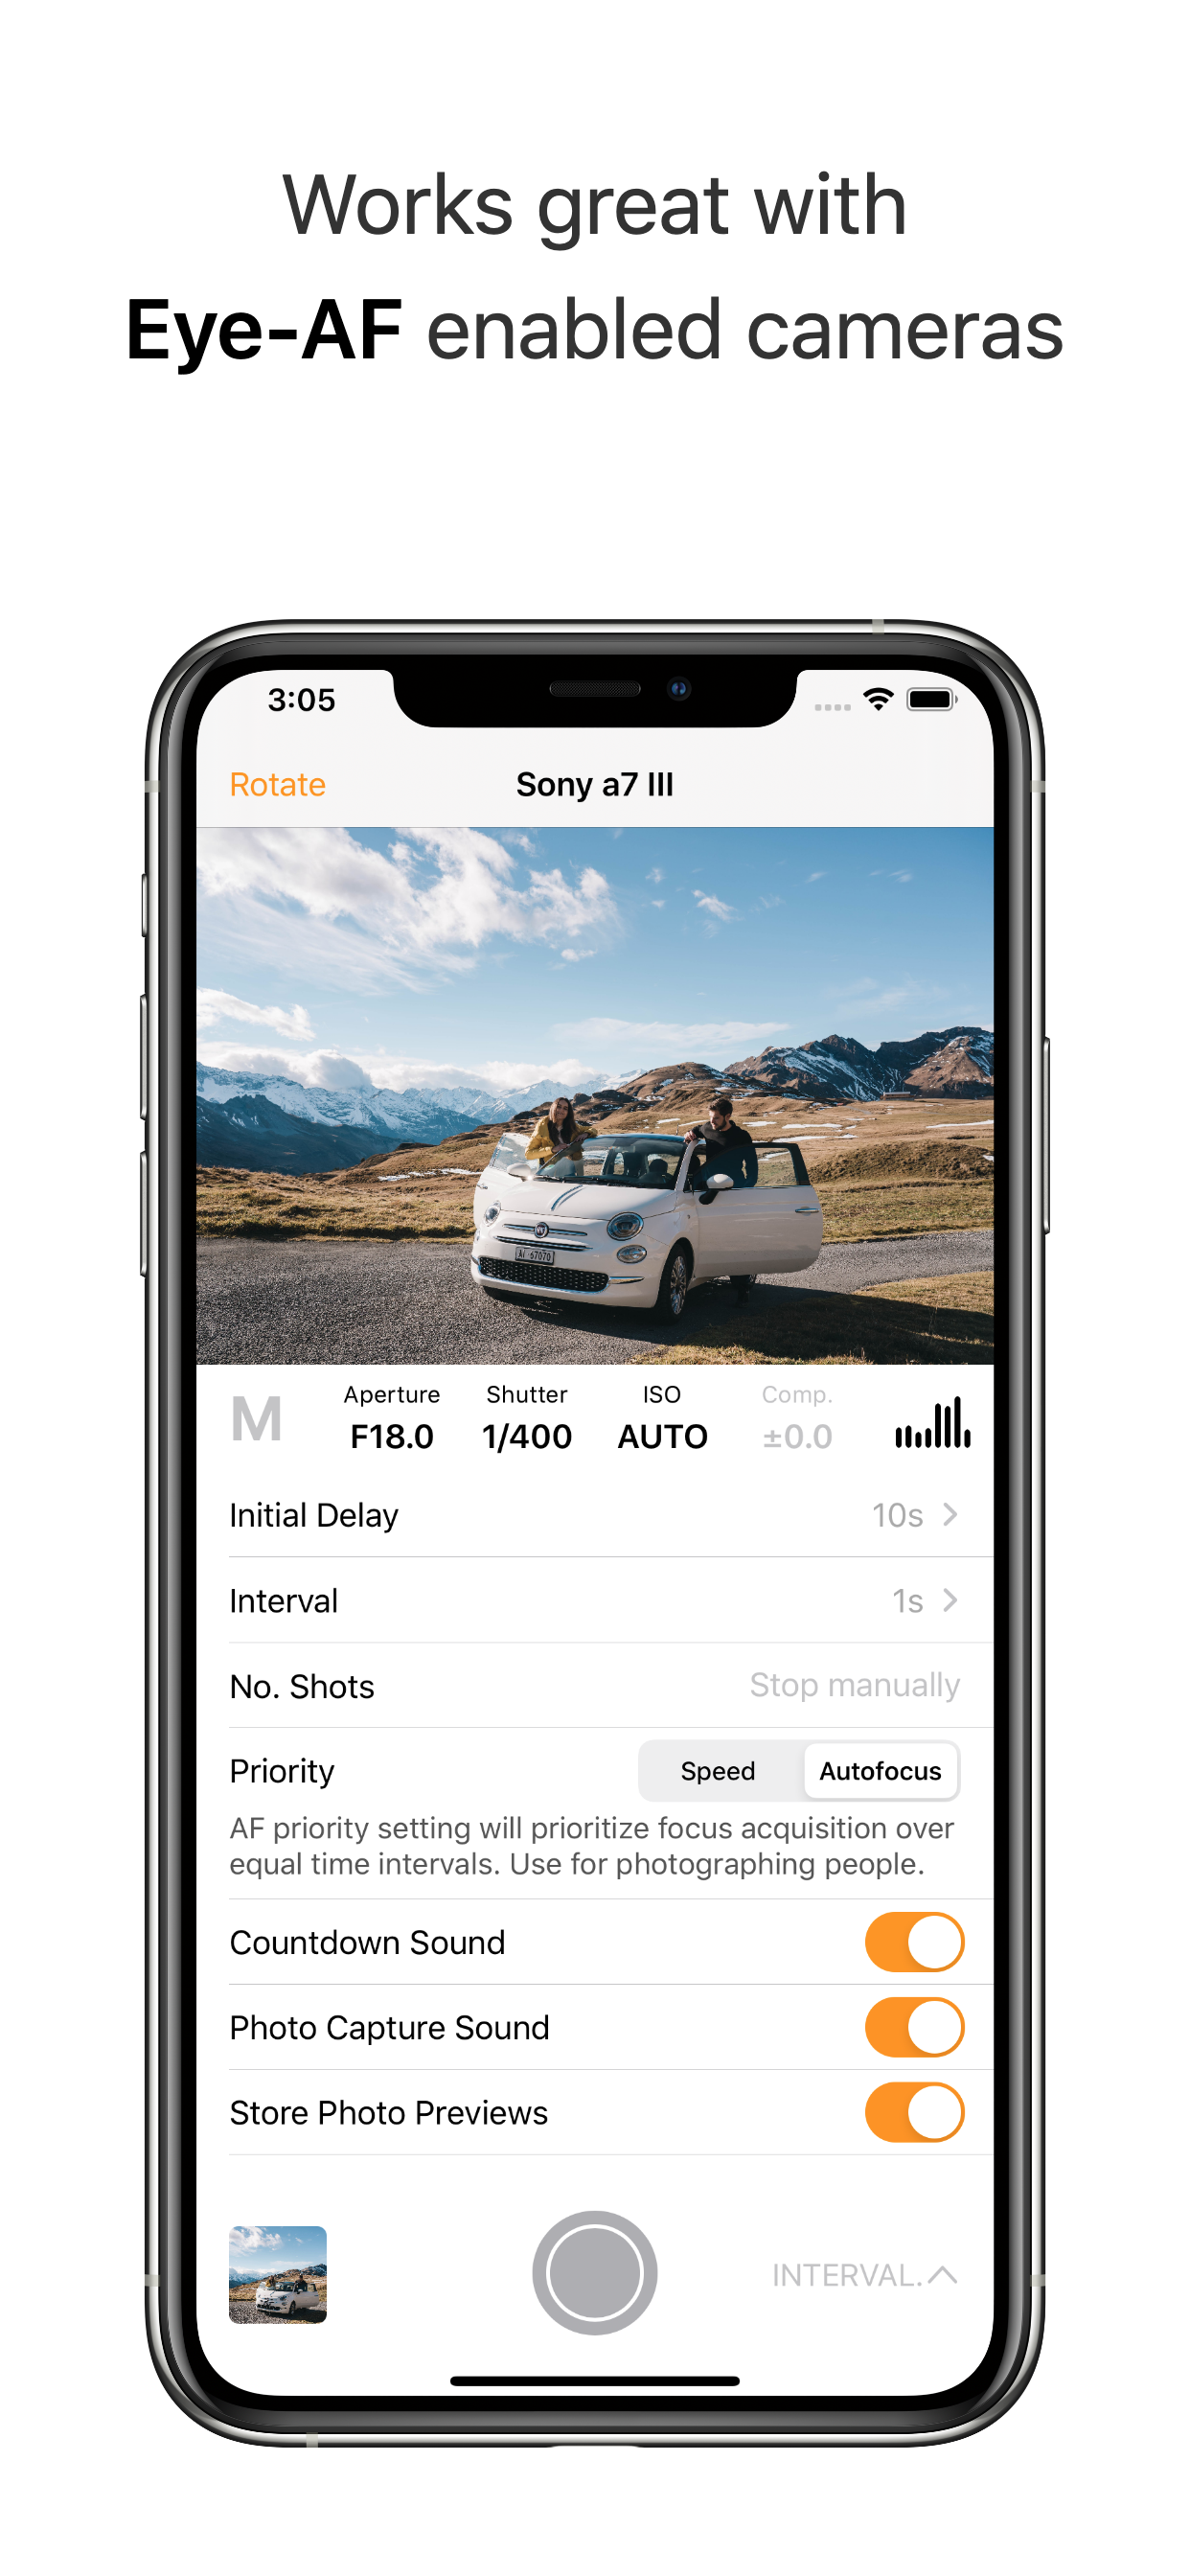 Works great with
Eye-AF enabled cameras
3:05
Rotate
Sony a7 III
M
Aperture
F18.0
Shutter
1/400
ISO
AUTO
Comp.
±0.0
Initial Delay
10s
Interval
1s
No. Shots
Stop manually
Priority
Speed
Autofocus
AF priority setting will prioritize focus acquisition over
equal time intervals. Use for photographing people.
Countdown Sound
Photo Capture Sound
Store Photo Previews
INTERVAL.